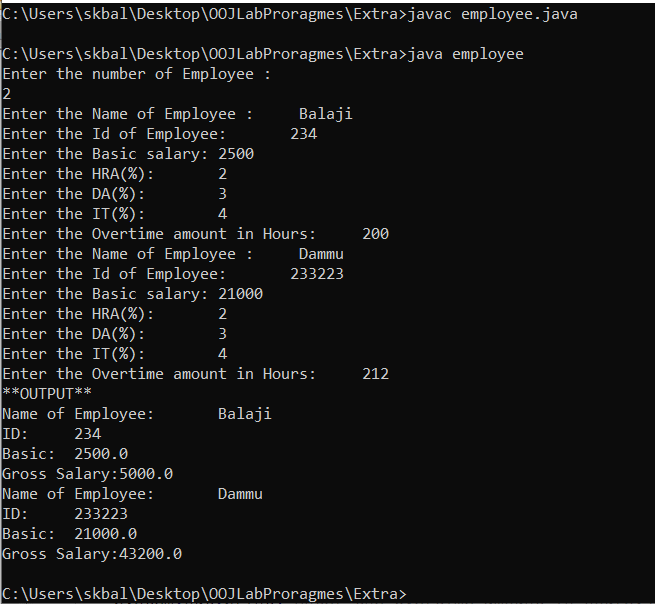 C:\Users\skbal\Desktop\OOJLabProragmes\Extra>javac employee.java
C:\Users\skbal\Desktop\OOJLabProragmes\Extra>java employee
Enter the number of Employee :
2
Enter the Name of Employee :     Balaji
Enter the Id of Employee:       234
Enter the Basic salary: 2500
Enter the HRA(%):       2
Enter the DA(%):        3
Enter the IT(%):        4
Enter the Overtime amount in Hours:     200
Enter the Name of Employee :     Dammu
Enter the Id of Employee:       233223
Enter the Basic salary: 21000
Enter the HRA(%):       2
Enter the DA(%):        3
Enter the IT(%):        4
Enter the Overtime amount in Hours:     212
**OUTPUT**
Name of Employee:       Balaji
ID:     234
Basic:  2500.0
Gross Salary:5000.0
Name of Employee:       Dammu
ID:     233223
Basic:  21000.0
Gross Salary:43200.0
C:\Users\skbal\Desktop\OOJLabProragmes\Extra>